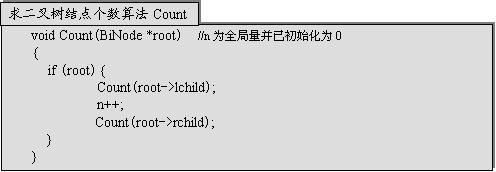 求二叉树结点个数算法 Count
void Count(BiNode *root) //n为全局量并已初始化为0
{
if (root) {
Count(root->lchild);
n++;
Count(root->rchild);
}
}